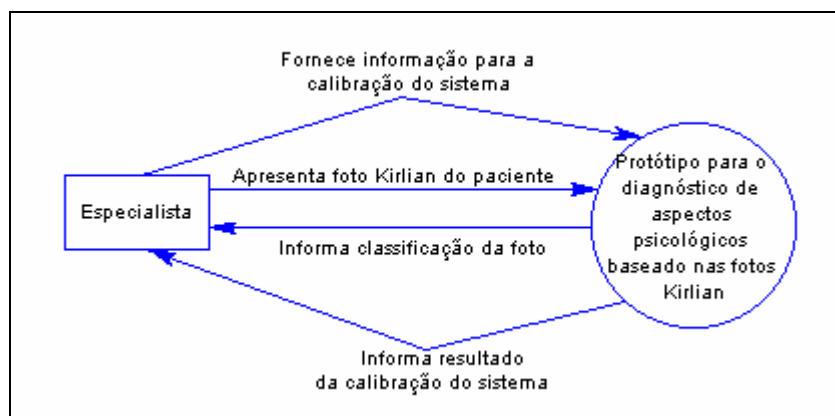 Fornece informação para a
calibração do sistema
Apresenta foto Kirlian do paciente
Especialista
Informa classificação da foto
Protótipo para o
diagnóstico de
aspectos
psicológicos
baseado nas fotos
Kirlian
Informa resultado
da calibração do sistema